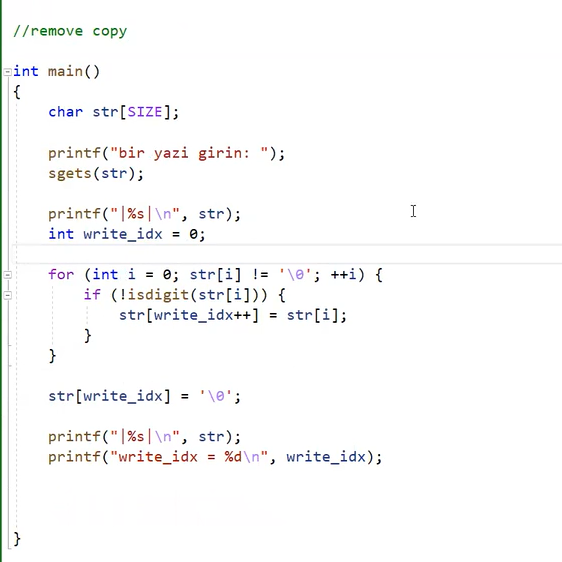 //remove copy
int main()
{
char str[SIZE];
printf("bir yazi girin: ");
sgets(str);
printf("|%s|\n", str);
int write_idx = 0;
for (int i = 0; str[i] != '\0'; ++i) {
if (!isdigit(str[i])) {
str[write_idx++] = str[i];
}
}
str[write_idx] = '\0';
printf("|%s|\n", str);
printf("write_idx = %d\n", write_idx);
}